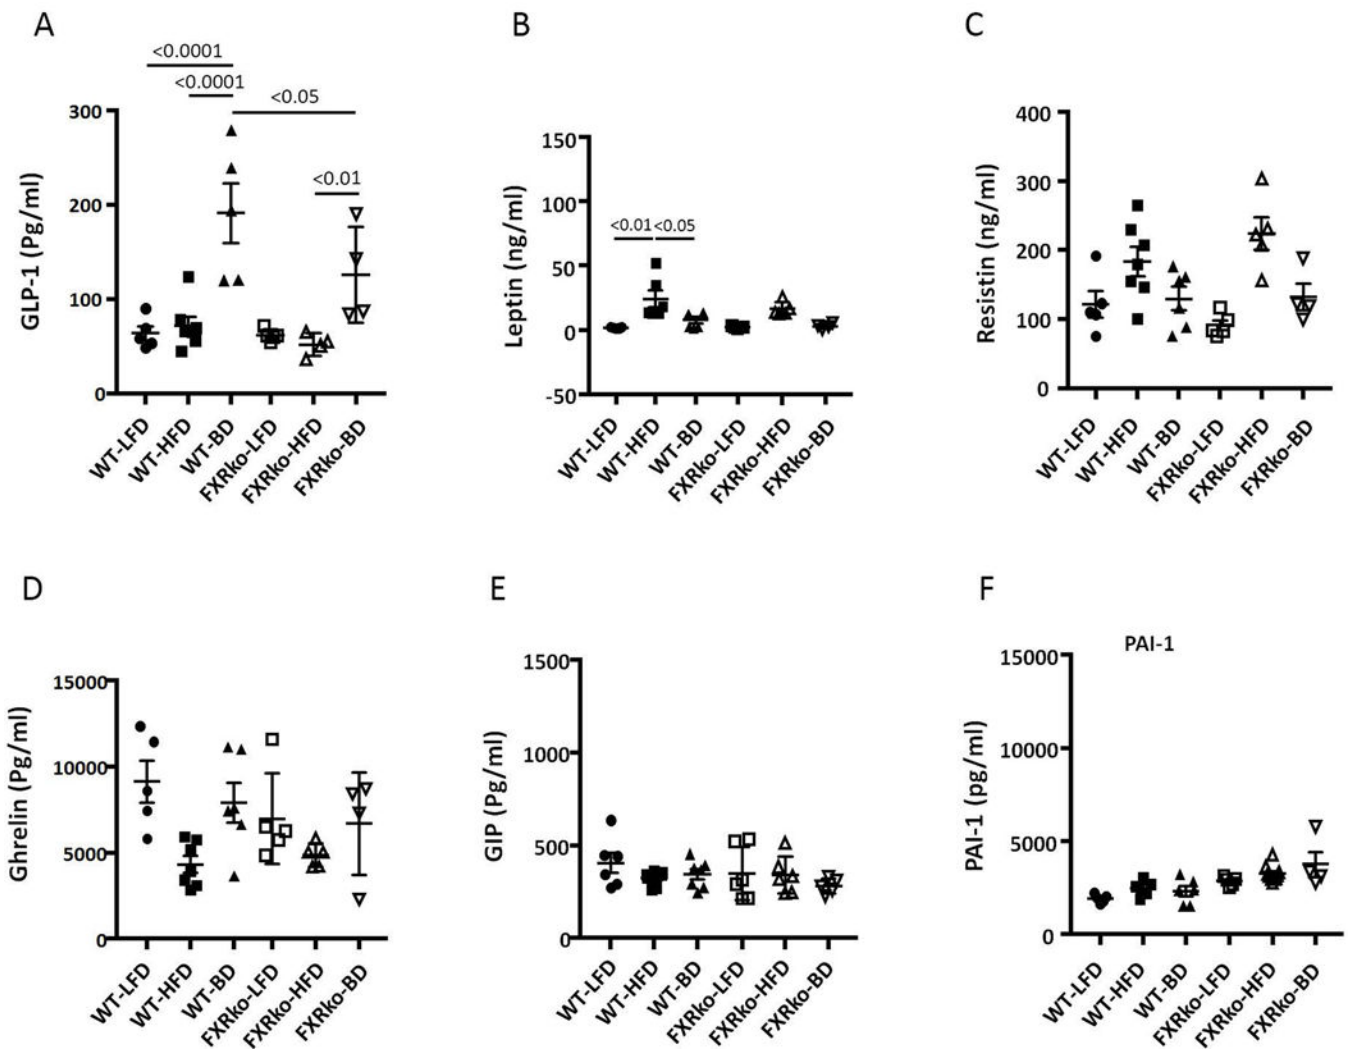 A
<0.0001
<0.0001
<0.05
<0.01
GLP-1 (Pg/ml)
300
200
100
0
WT-LFD
WT-HFD
WT-BD
FXRko-LFD
FXRko-HFD
FXRko-BD
B
<0.01
<0.05
Leptin (ng/ml)
150
100
50
0
-50
WT-LFD
WT-HFD
WT-BD
FXRko-LFD
FXRko-HFD
FXRko-BD
C
Resistin (ng/ml)
400
300
200
100
0
WT-LFD
WT-HFD
WT-BD
FXRko-LFD
FXRko-HFD
FXRko-BD
D
Ghrelin (Pg/ml)
15000
10000
5000
0
WT-LFD
WT-HFD
WT-BD
FXRko-LFD
FXRko-HFD
FXRko-BD
E
GIP (Pg/ml)
1500
1000
500
0
WT-LFD
WT-HFD
WT-BD
FXRko-LFD
FXRko-HFD
FXRko-BD
F
PAI-1
PAI-1 (pg/ml)
15000
10000
5000
0
WT-LFD
WT-HFD
WT-BD
FXRko-LFD
FXRko-HFD
FXRko-BD